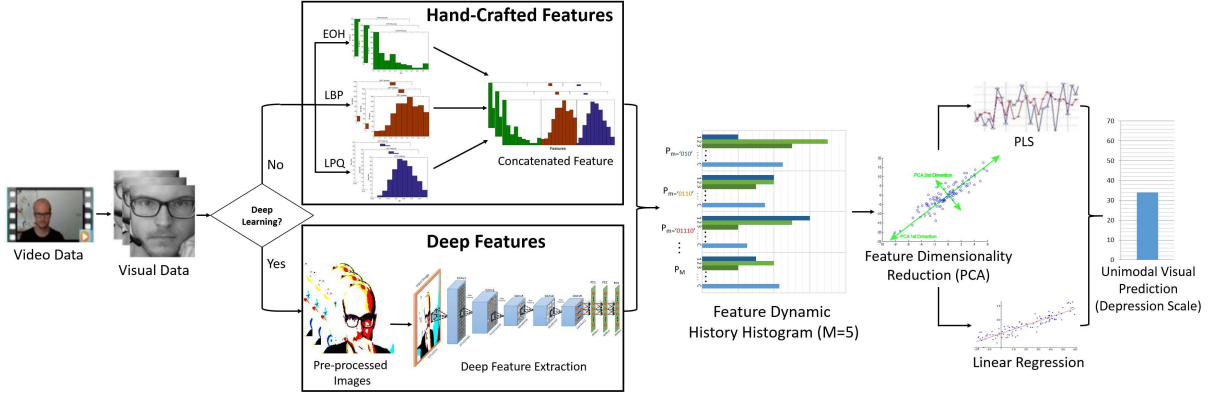 Hand-Crafted Features
EOH
LBP
LPQ
Features
Concatenated Feature
No
Deep
Learning?
Yes
Video Data
Visual Data
Deep Features
Pre-processed
Images
Deep Feature Extraction
Pm='010'
Pm='0110'
Pm='01110'
PM
Feature Dynamic
History Histogram (M=5)
PCA 2nd Dimention
PCA 1st Dimention
Feature Dimensionality
Reduction (PCA)
PLS
Linear Regression
70
60
50
40
30
20
10
0
Unimodal Visual
Prediction
(Depression Scale)